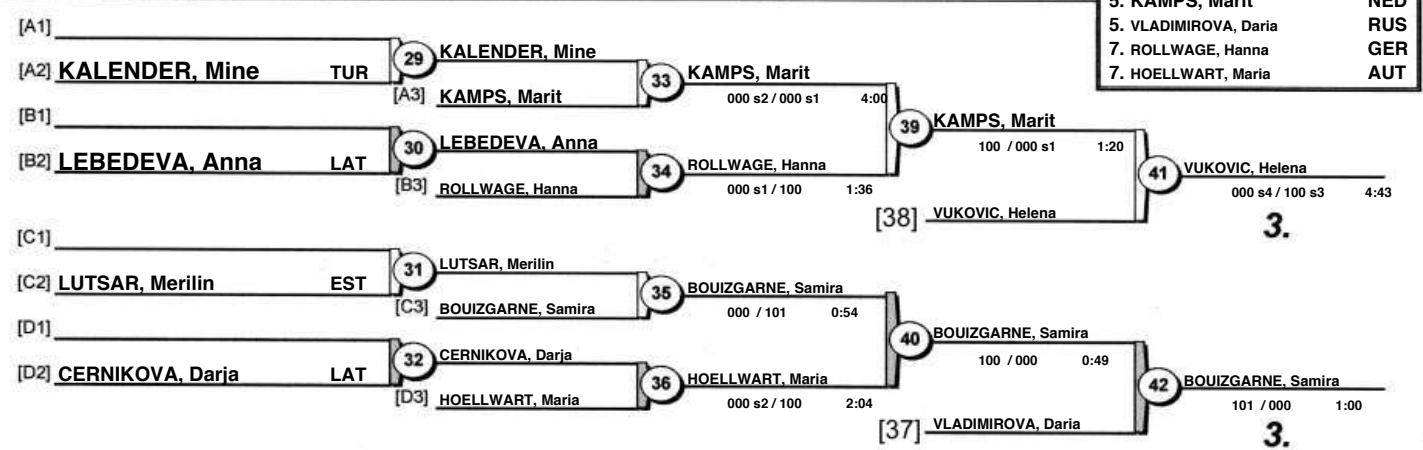 5. KAMPS, Marit NED
5. VLADIMIROVA, Daria RUS
7. ROLLWAGE, Hanna GER
7. HOELLWART, Maria AUT
[A1]
[A2] KALENDER, Mine TUR
29 KALENDER, Mine
[A3] KAMPS, Marit
33 KAMPS, Marit
000 s2 / 000 s1 4:00
[B1]
[B2] LEBEDEVA, Anna LAT
30 LEBEDEVA, Anna
[B3] ROLLWAGE, Hanna
34 ROLLWAGE, Hanna
000 s1 / 100 1:36
39 KAMPS, Marit
100 / 000 s1 1:20
[38] VUKOVIC, Helena
41 VUKOVIC, Helena
000 s4 / 100 s3 4:43
3.
[C1]
[C2] LUTSAR, Merilin EST
31 LUTSAR, Merilin
[C3] BOUIZGARNE, Samira
35 BOUIZGARNE, Samira
000 / 101 0:54
[D1]
[D2] CERNIKOVA, Darja LAT
32 CERNIKOVA, Darja
[D3] HOELLWART, Maria
36 HOELLWART, Maria
000 s2 / 100 2:04
40 BOUIZGARNE, Samira
100 / 000 0:49
[37] VLADIMIROVA, Daria
42 BOUIZGARNE, Samira
101 / 000 1:00
3.